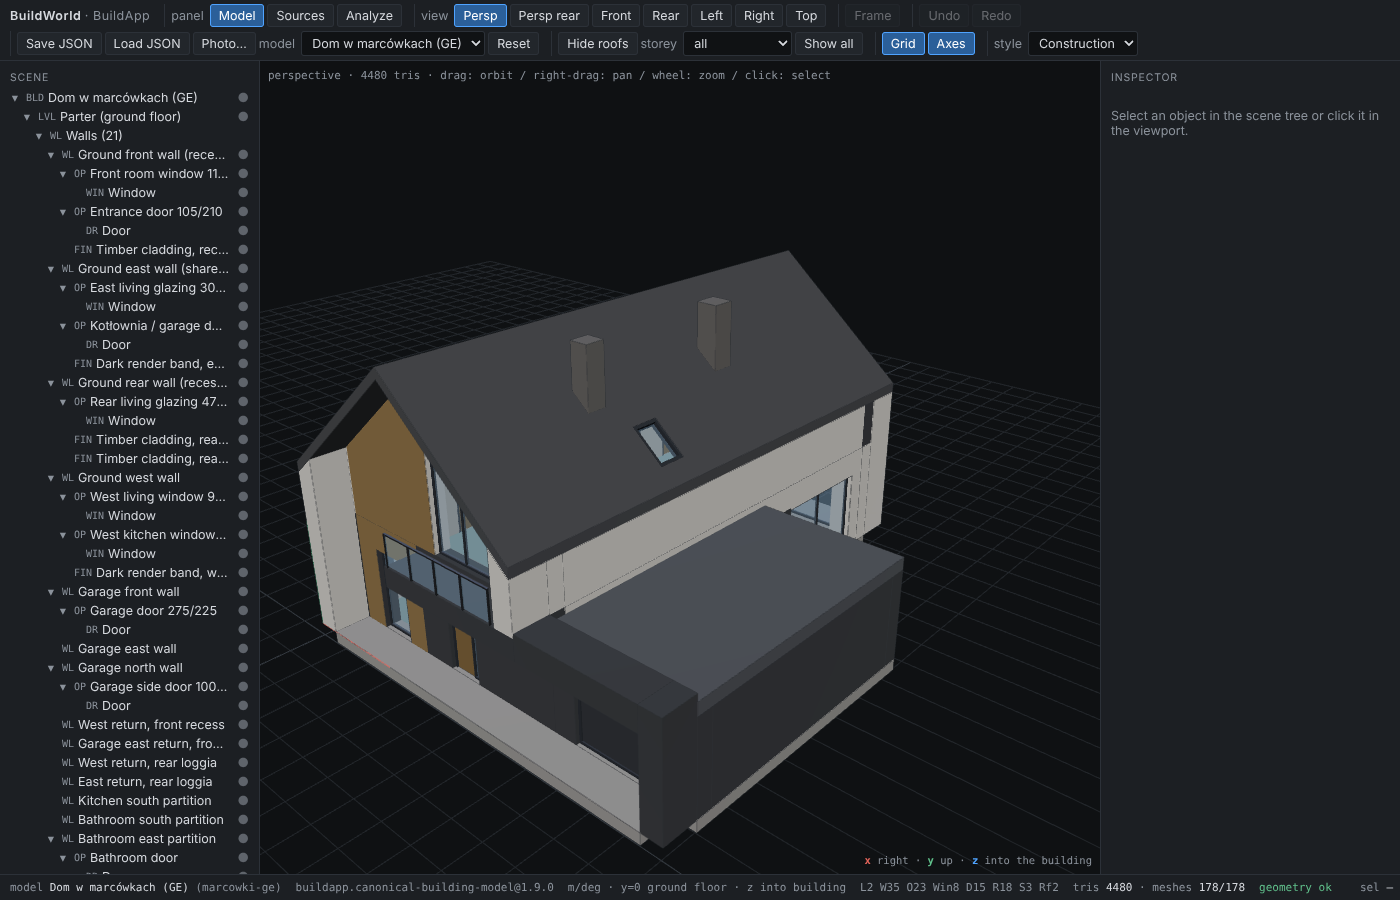 BuildWorld · BuildApp panel Model Sources Analyze view Persp Persp rear Front Rear Left Right Top Frame Undo Redo
Save JSON Load JSON Photo... model Dom w marcówkach (GE) Reset Hide roofs storey all Show all Grid Axes style Construction
SCENE
▼ BLD Dom w marcówkach (GE)
▼ LVL Parter (ground floor)
▼ WL Walls (21)
▼ WL Ground front wall (rece...
▼ OP Front room window 11...
WIN Window
▼ OP Entrance door 105/210
DR Door
FIN Timber cladding, rec...
▼ WL Ground east wall (share...
▼ OP East living glazing 30...
WIN Window
▼ OP Kotłownia / garage d...
DR Door
FIN Dark render band, e...
▼ WL Ground rear wall (reces...
▼ OP Rear living glazing 47...
WIN Window
FIN Timber cladding, rea...
FIN Timber cladding, rea...
▼ WL Ground west wall
▼ OP West living window 9...
WIN Window
▼ OP West kitchen window...
WIN Window
FIN Dark render band, w...
▼ WL Garage front wall
▼ OP Garage door 275/225
DR Door
WL Garage east wall
▼ WL Garage north wall
▼ OP Garage side door 100...
DR Door
WL West return, front recess
WL Garage east return, fro...
WL West return, rear loggia
WL East return, rear loggia
WL Kitchen south partition
WL Bathroom south partition
▼ WL Bathroom east partition
▼ OP Bathroom door
perspective · 4480 tris · drag: orbit / right-drag: pan / wheel: zoom / click: select
x right · y up · z into the building
INSPECTOR
Select an object in the scene tree or click it in
the viewport.
model Dom w marcówkach (GE) (marcowki-ge) buildapp.canonical-building-model@1.9.0 m/deg · y=0 ground floor · z into building L2 W35 O23 Win8 D15 R18 S3 Rf2 tris 4480 · meshes 178/178 geometry ok sel —